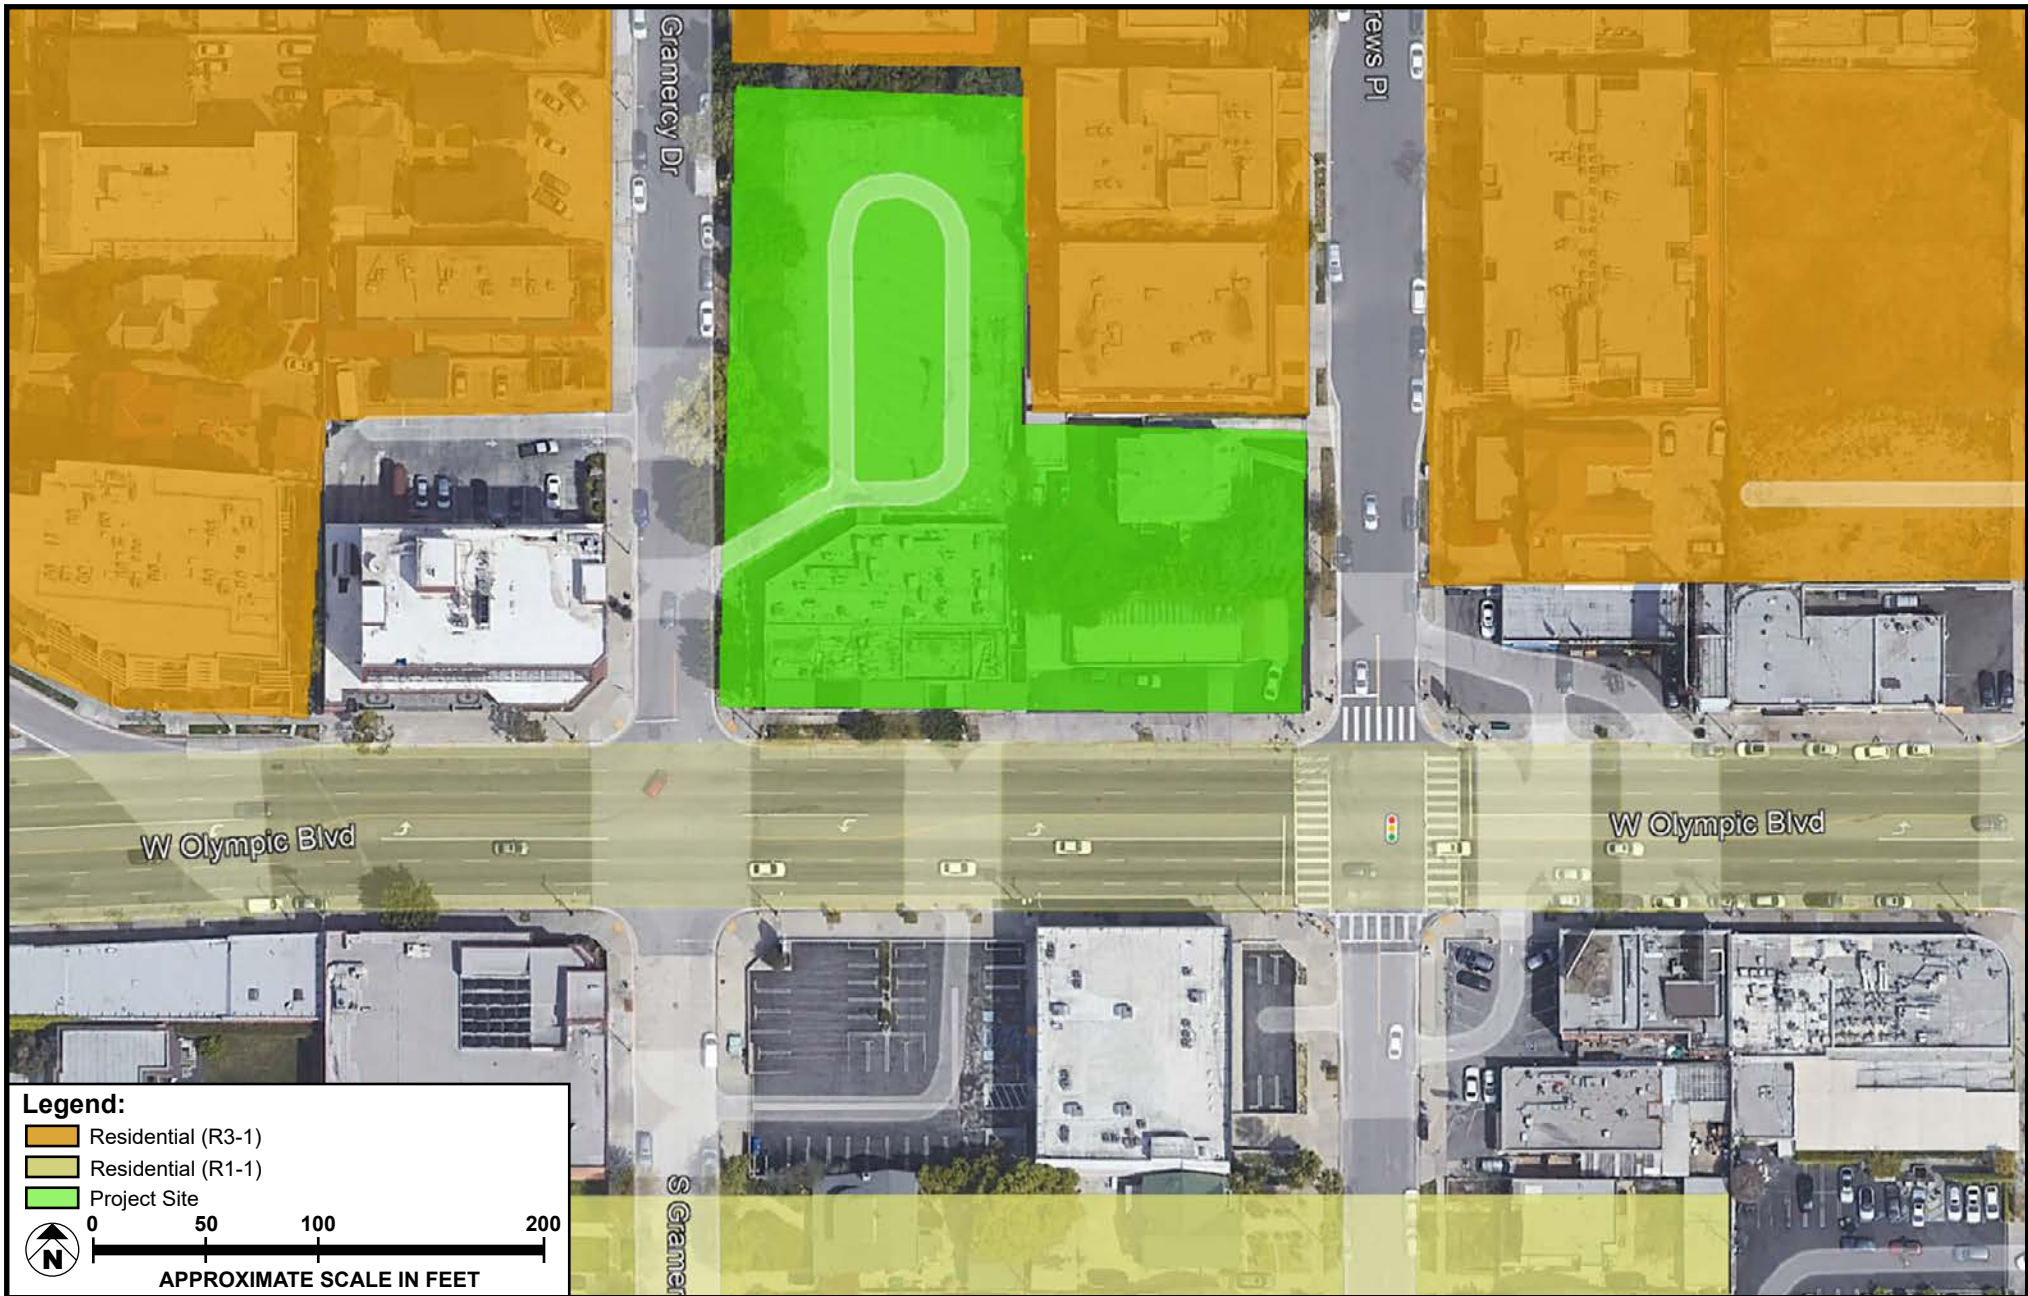 Gramercy Dr
rews Pl
W Olympic Blvd
W Olympic Blvd
S Gramer
Legend:
Residential (R3-1)
Residential (R1-1)
Project Site
0 50 100 200
N
APPROXIMATE SCALE IN FEET